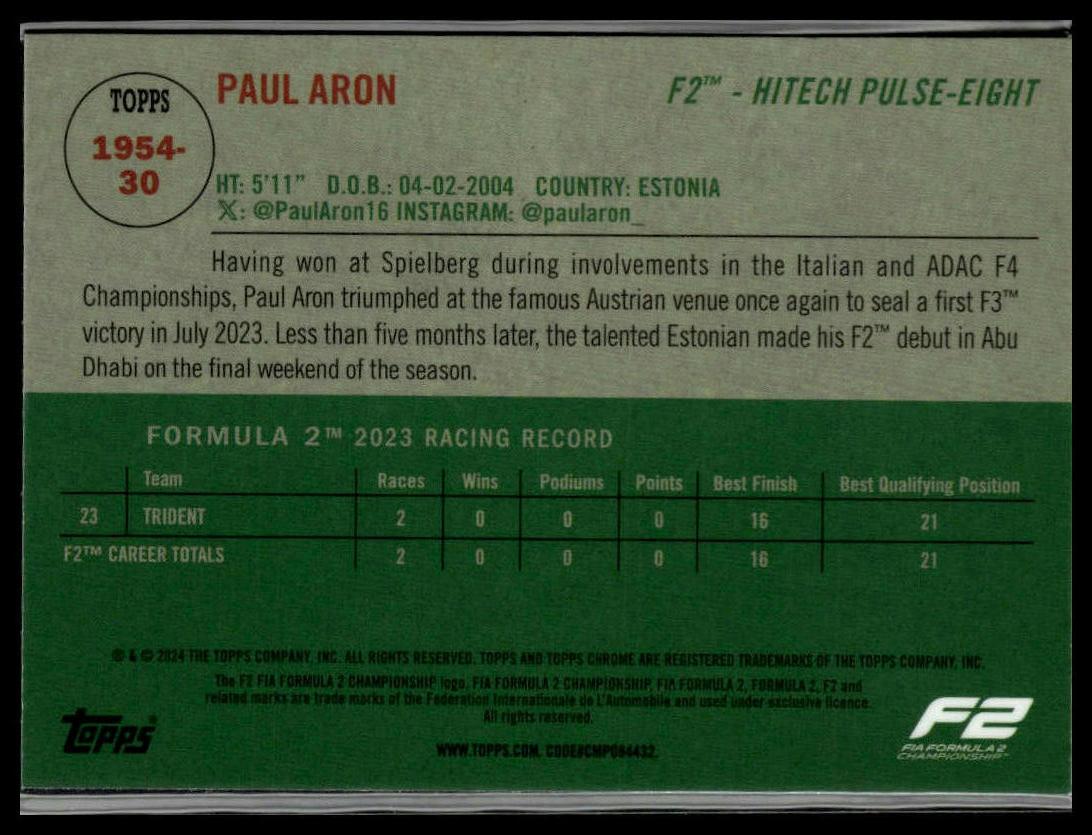 TOPPS
1954-
30
PAUL ARON
F2™ - HITECH PULSE-EIGHT
HT: 5'11" D.O.B.: 04-02-2004 COUNTRY: ESTONIA
X: @PaulAron16 INSTAGRAM: @paularon_
Having won at Spielberg during involvements in the Italian and ADAC F4
Championships, Paul Aron triumphed at the famous Austrian venue once again to seal a first F3™
victory in July 2023. Less than five months later, the talented Estonian made his F2™ debut in Abu
Dhabi on the final weekend of the season.
FORMULA 2™ 2023 RACING RECORD
Team Races Wins Podiums Points Best Finish Best Qualifying Position
23 TRIDENT 2 0 0 0 16 21
F2™ CAREER TOTALS 2 0 0 0 16 21
® & © 2024 THE TOPPS COMPANY, INC. ALL RIGHTS RESERVED. TOPPS AND TOPPS CHROME ARE REGISTERED TRADEMARKS OF THE TOPPS COMPANY, INC.
The F2 FIA FORMULA 2 CHAMPIONSHIP logo, FIA FORMULA 2 CHAMPIONSHIP, FIA FORMULA 2, FORMULA 2, F2 and
related marks are trade marks of the Federation Internationale de L'Automobile and used under exclusive licence.
All rights reserved.
WWW.TOPPS.COM. CODE#CMP084432
Topps®
F2
FIA FORMULA 2
CHAMPIONSHIP™